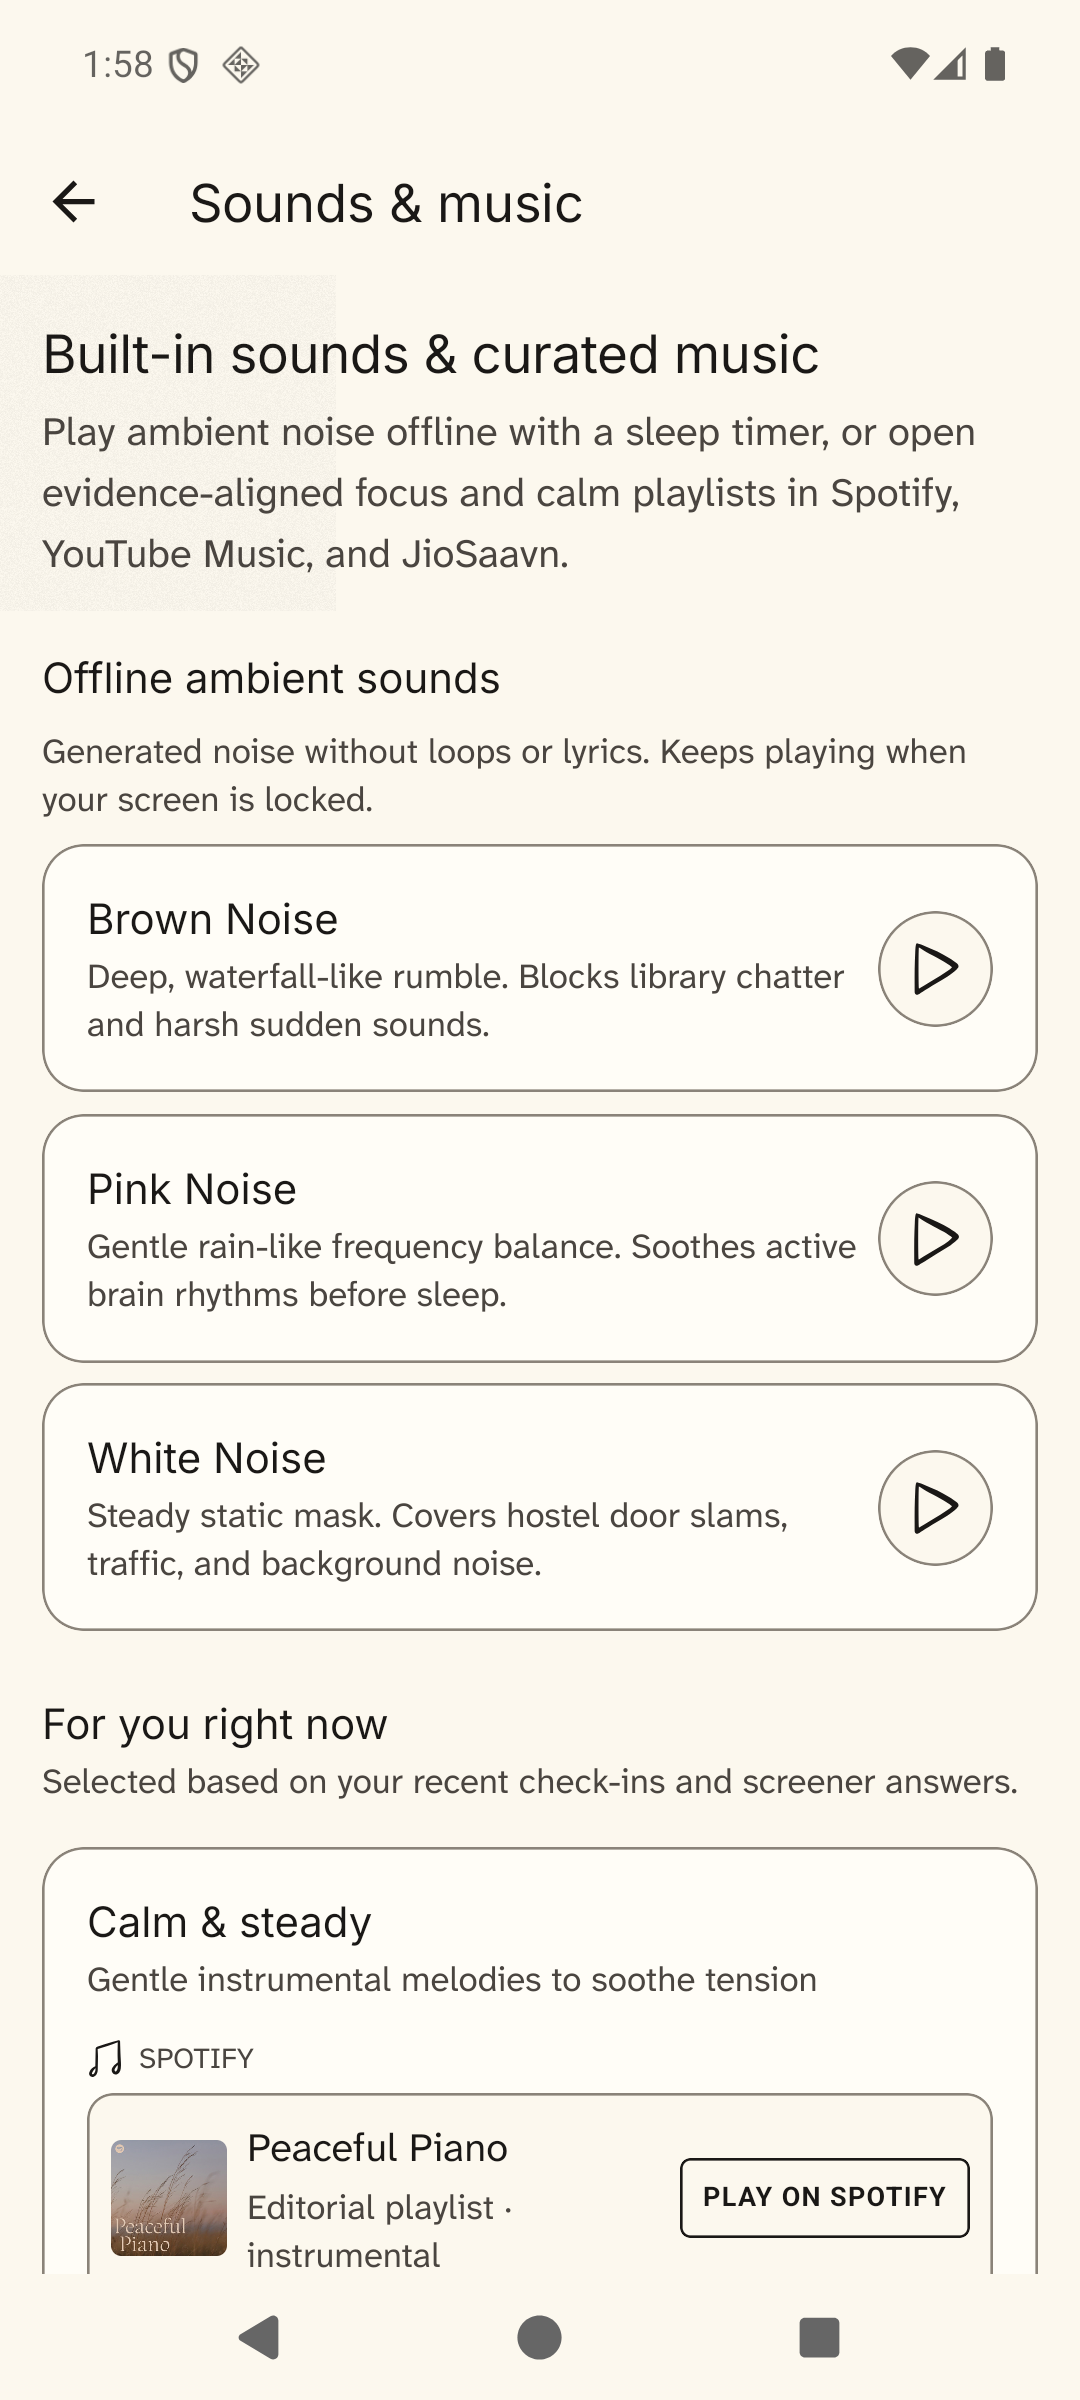 1:58
Sounds & music
Built-in sounds & curated music
Play ambient noise offline with a sleep timer, or open
evidence-aligned focus and calm playlists in Spotify,
YouTube Music, and JioSaavn.
Offline ambient sounds
Generated noise without loops or lyrics. Keeps playing when
your screen is locked.
Brown Noise
Deep, waterfall-like rumble. Blocks library chatter
and harsh sudden sounds.
Pink Noise
Gentle rain-like frequency balance. Soothes active
brain rhythms before sleep.
White Noise
Steady static mask. Covers hostel door slams,
traffic, and background noise.
For you right now
Selected based on your recent check-ins and screener answers.
Calm & steady
Gentle instrumental melodies to soothe tension
SPOTIFY
Peaceful
Piano
Peaceful Piano
Editorial playlist ·
instrumental
PLAY ON SPOTIFY